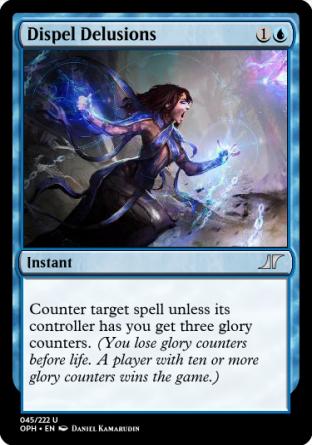 Dispel Delusions 1
Instant
Counter target spell unless its
controller has you get three glory
counters. (You lose glory counters
before life. A player with ten or more
glory counters wins the game.)
045/222 U
OPH • EN Daniel Kamarudin